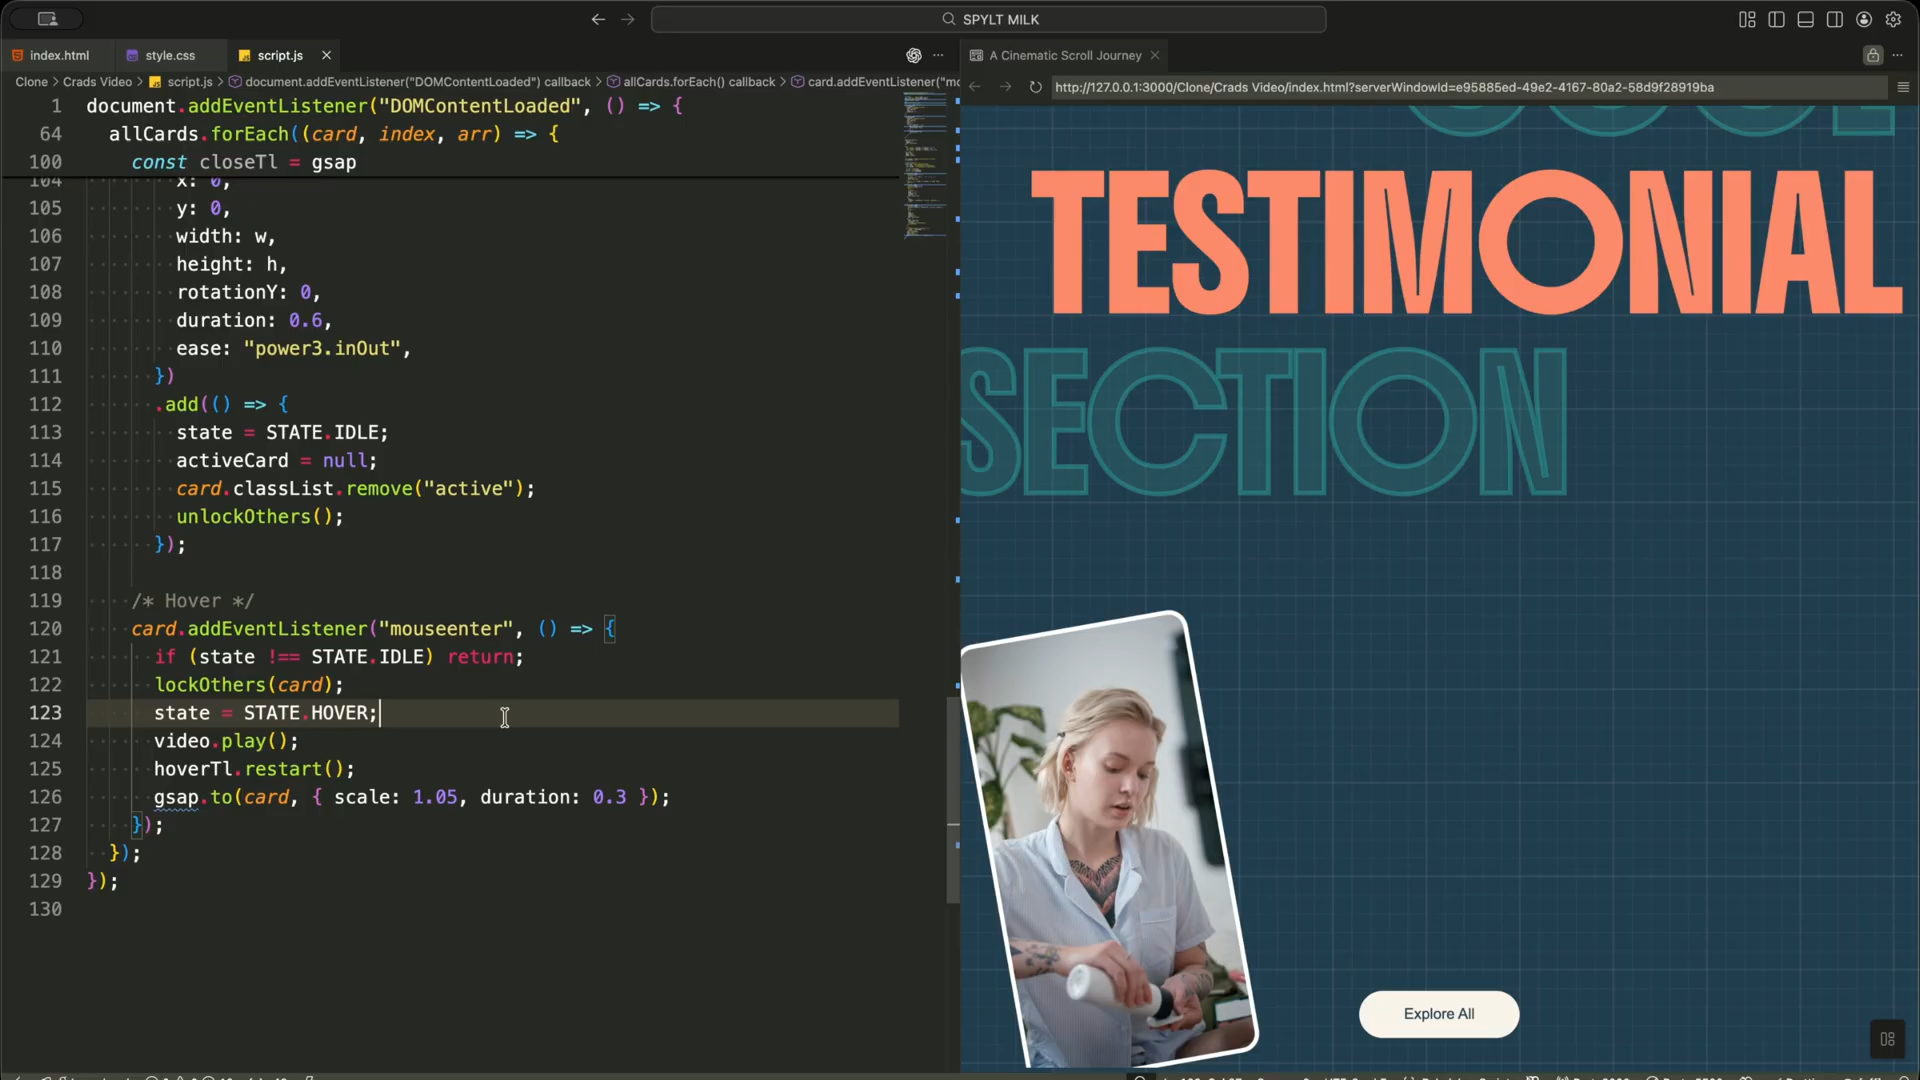 SPYLT MILK
index.html
style.css
script.js
A Cinematic Scroll Journey
Clone > Crads Video > script.js > document.addEventListener("DOMContentLoaded") callback > allCards.forEach() callback > card.addEventListener("mo
http://127.0.0.1:3000/Clone/Crads Video/index.html?serverWindowId=e95885ed-49e2-4167-80a2-58d9f28919ba
1 document.addEventListener("DOMContentLoaded", () => {
64 allCards.forEach((card, index, arr) => {
100 const closeTl = gsap
104 x: 0,
105 y: 0,
106 width: w,
107 height: h,
108 rotationY: 0,
109 duration: 0.6,
110 ease: "power3.inOut",
111 })
112 .add(() => {
113 state = STATE.IDLE;
114 activeCard = null;
115 card.classList.remove("active");
116 unlockOthers();
117 });
118
119 /* Hover */
120 card.addEventListener("mouseenter", () => {
121 if (state !== STATE.IDLE) return;
122 lockOthers(card);
123 state = STATE.HOVER;
124 video.play();
125 hoverTl.restart();
126 gsap.to(card, { scale: 1.05, duration: 0.3 });
127 });
128 });
129 });
130
TESTIMONIAL
SECTION
Explore All